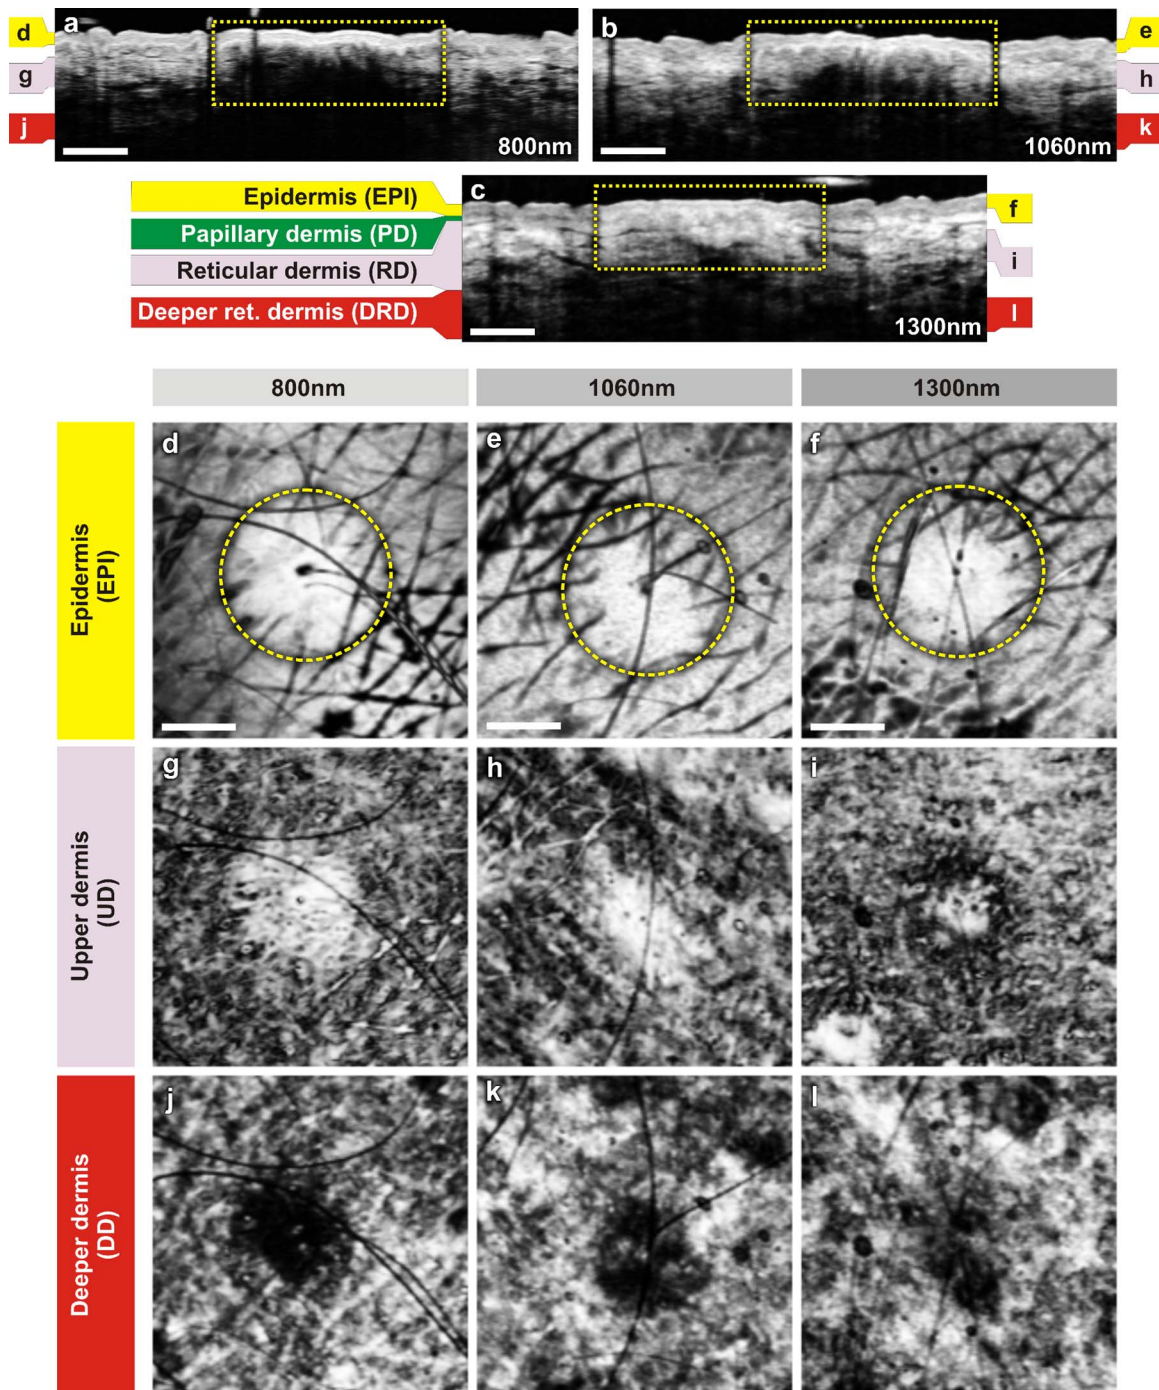 a
b
d
g
j
e
h
k
800nm
1060nm
Epidermis (EPI)
Papillary dermis (PD)
Reticular dermis (RD)
Deeper ret. dermis (DRD)
c
f
i
l
1300nm
800nm
1060nm
1300nm
Epidermis
(EPI)
d
e
f
Upper dermis
(UD)
g
h
i
Deeper dermis
(DD)
j
k
l